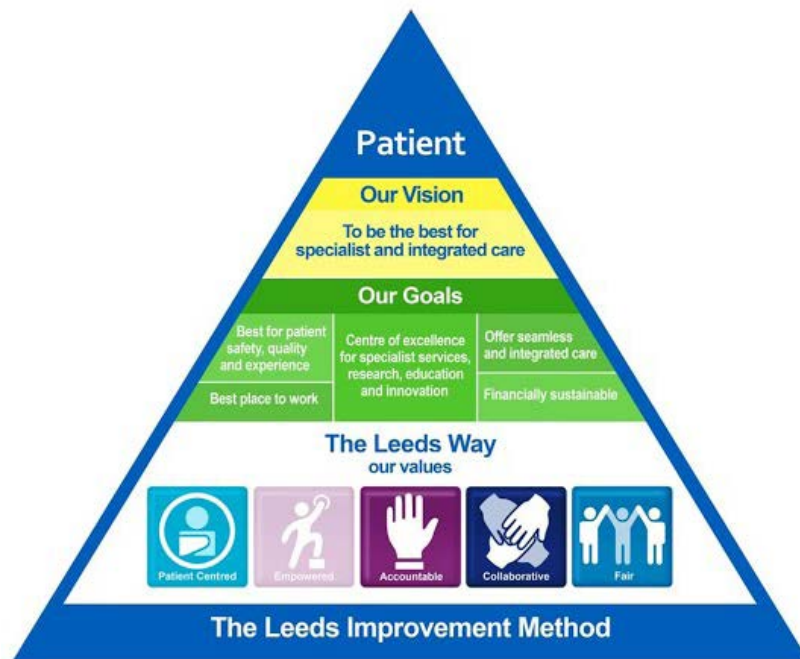 Patient
Our Vision
To be the best for
specialist and integrated care
Our Goals
Best for patient
safety, quality
and experience
Best place to work
Centre of excellence
for specialist services,
research, education
and innovation
Offer seamless
and integrated care
Financially sustainable
The Leeds Way
our values
Patient Centred
Empowered
Accountable
Collaborative
Fair
The Leeds Improvement Method